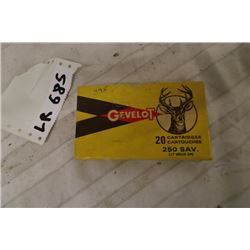 LR 685
GEVELOT
20 CARTRIDGES
CARTOUCHES
250 SAV.